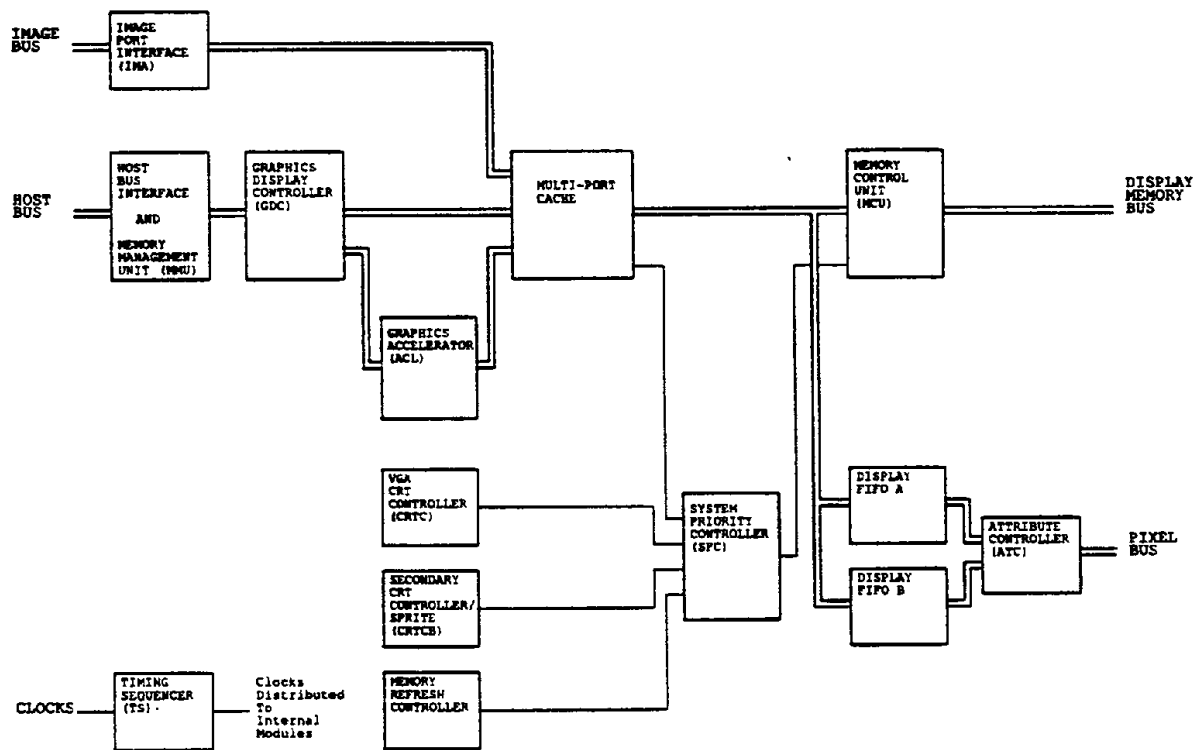 IMAGE
BUS
IMAGE
PORT
INTERFACE
(IMA)
HOST
BUS
HOST
BUS
INTERFACE
AND
MEMORY
MANAGEMENT
UNIT (MMU)
GRAPHICS
DISPLAY
CONTROLLER
(GDC)
MULTI-PORT
CACHE
MEMORY
CONTROL
UNIT
(MCU)
DISPLAY
MEMORY
BUS
GRAPHICS
ACCELERATOR
(ACL)
VGA
CRT
CONTROLLER
(CRTC)
SYSTEM
PRIORITY
CONTROLLER
(SPC)
DISPLAY
FIFO A
ATTRIBUTE
CONTROLLER
(ATC)
PIXEL
BUS
SECONDARY
CRT
CONTROLLER/
SPRITE
(CRTCB)
DISPLAY
FIFO B
CLOCKS
TIMING
SEQUENCER
(TS)
Clocks
Distributed
To
Internal
Modules
MEMORY
REFRESH
CONTROLLER